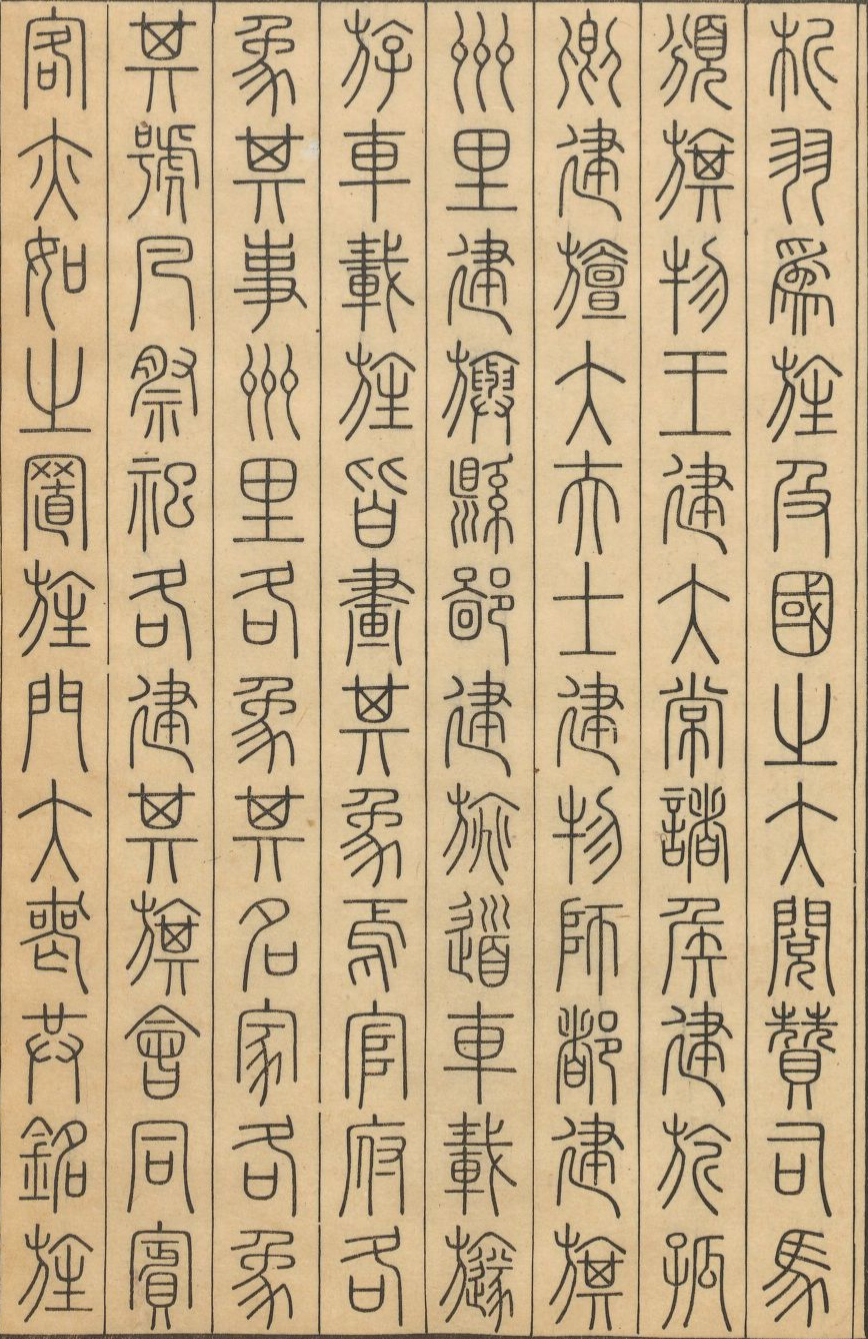 析羽爲旌及國之大閱贊司馬
頒旗物王建大常諸侯建旂孤
卿建旜大夫士建物師都建旗
州里建旟縣鄙建旐道車載旞
斿車載旌皆畫其象焉官府各
象其事州里各象其名家各象
其號凡祭祀各建其旗會同賓
客亦如之置旌門大喪共銘旌